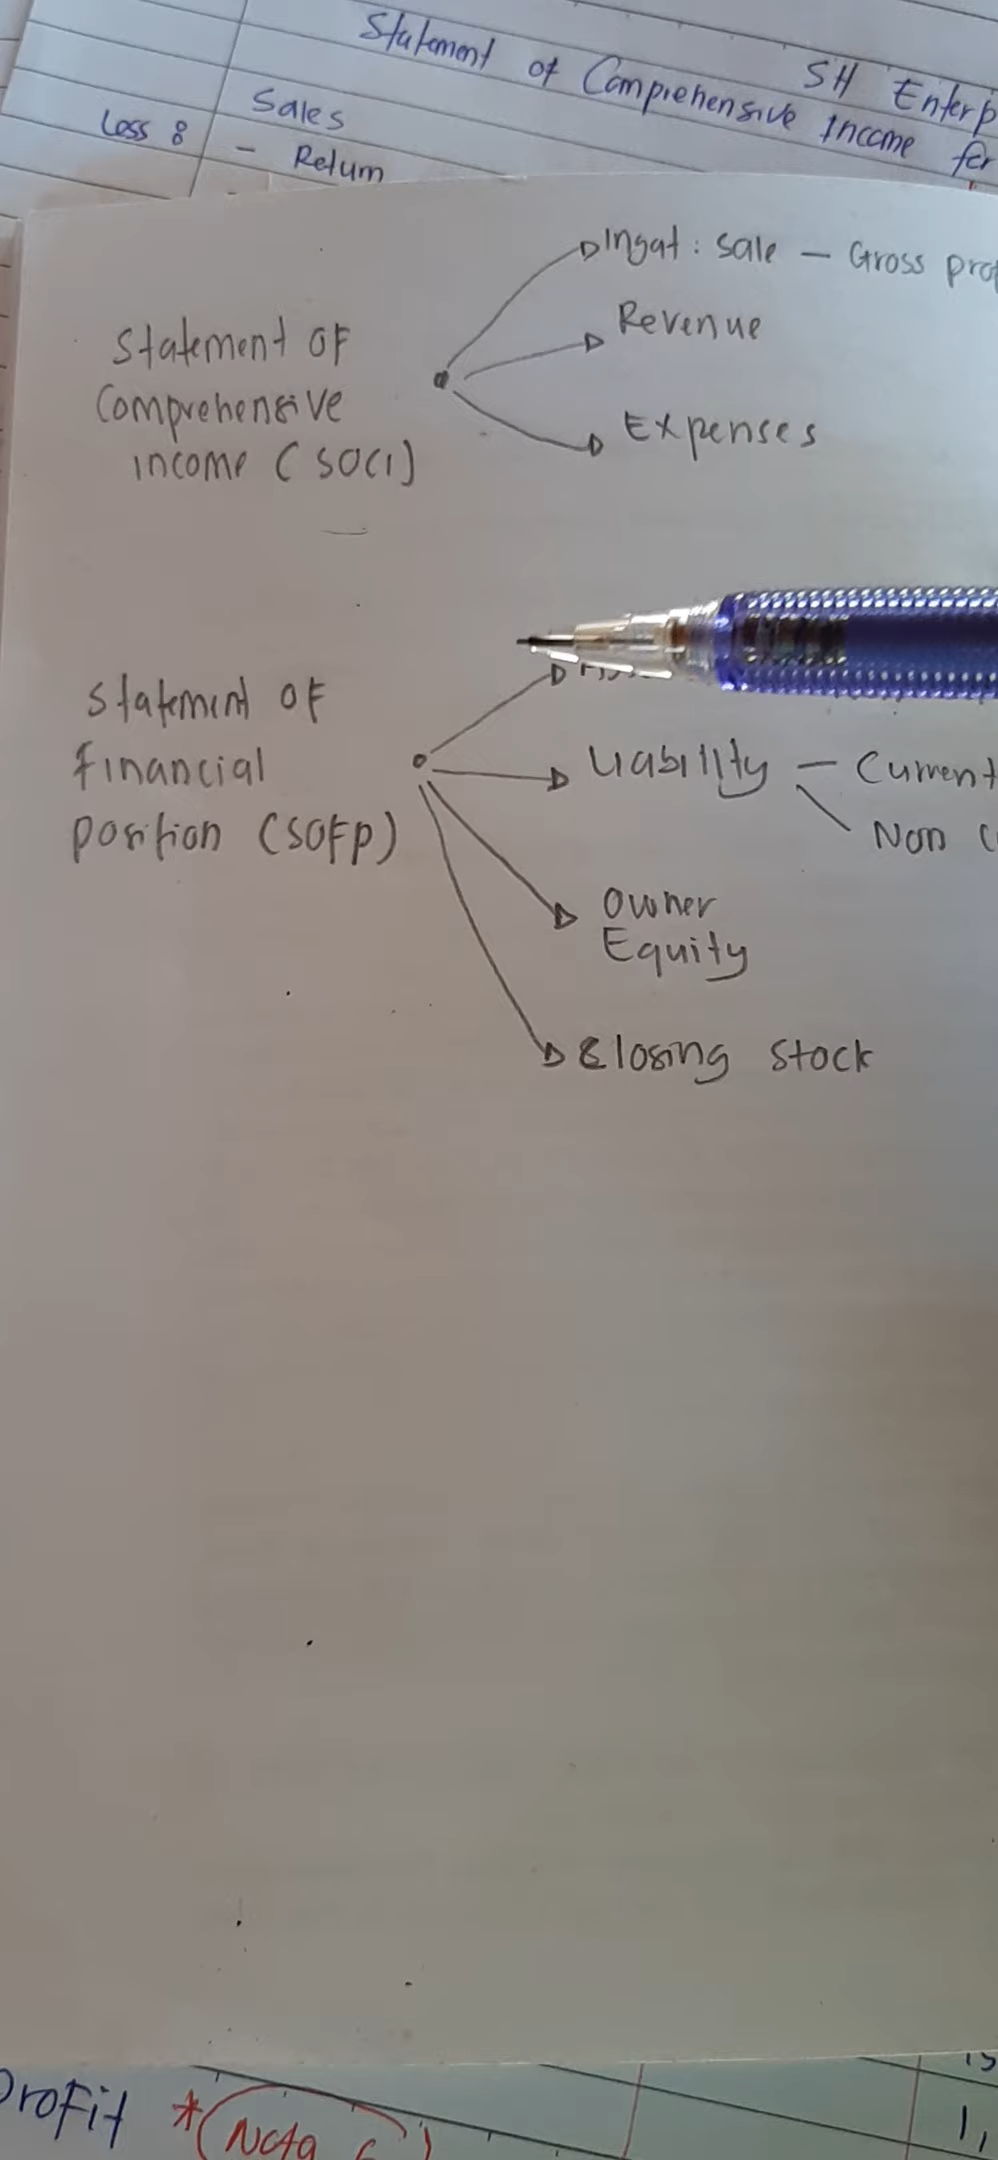 SH Enterp
Statement of Comprehensive Income for
Sales
Less :
- Return
Statement OF
Comprehensive
income (SOCI)
Ingat : sale - Gross prof
Revenue
Expenses
Statement OF
financial
position (SOFP)
Liability - Current
Non C
Owner
Equity
Closing stock
Profit * (Nota